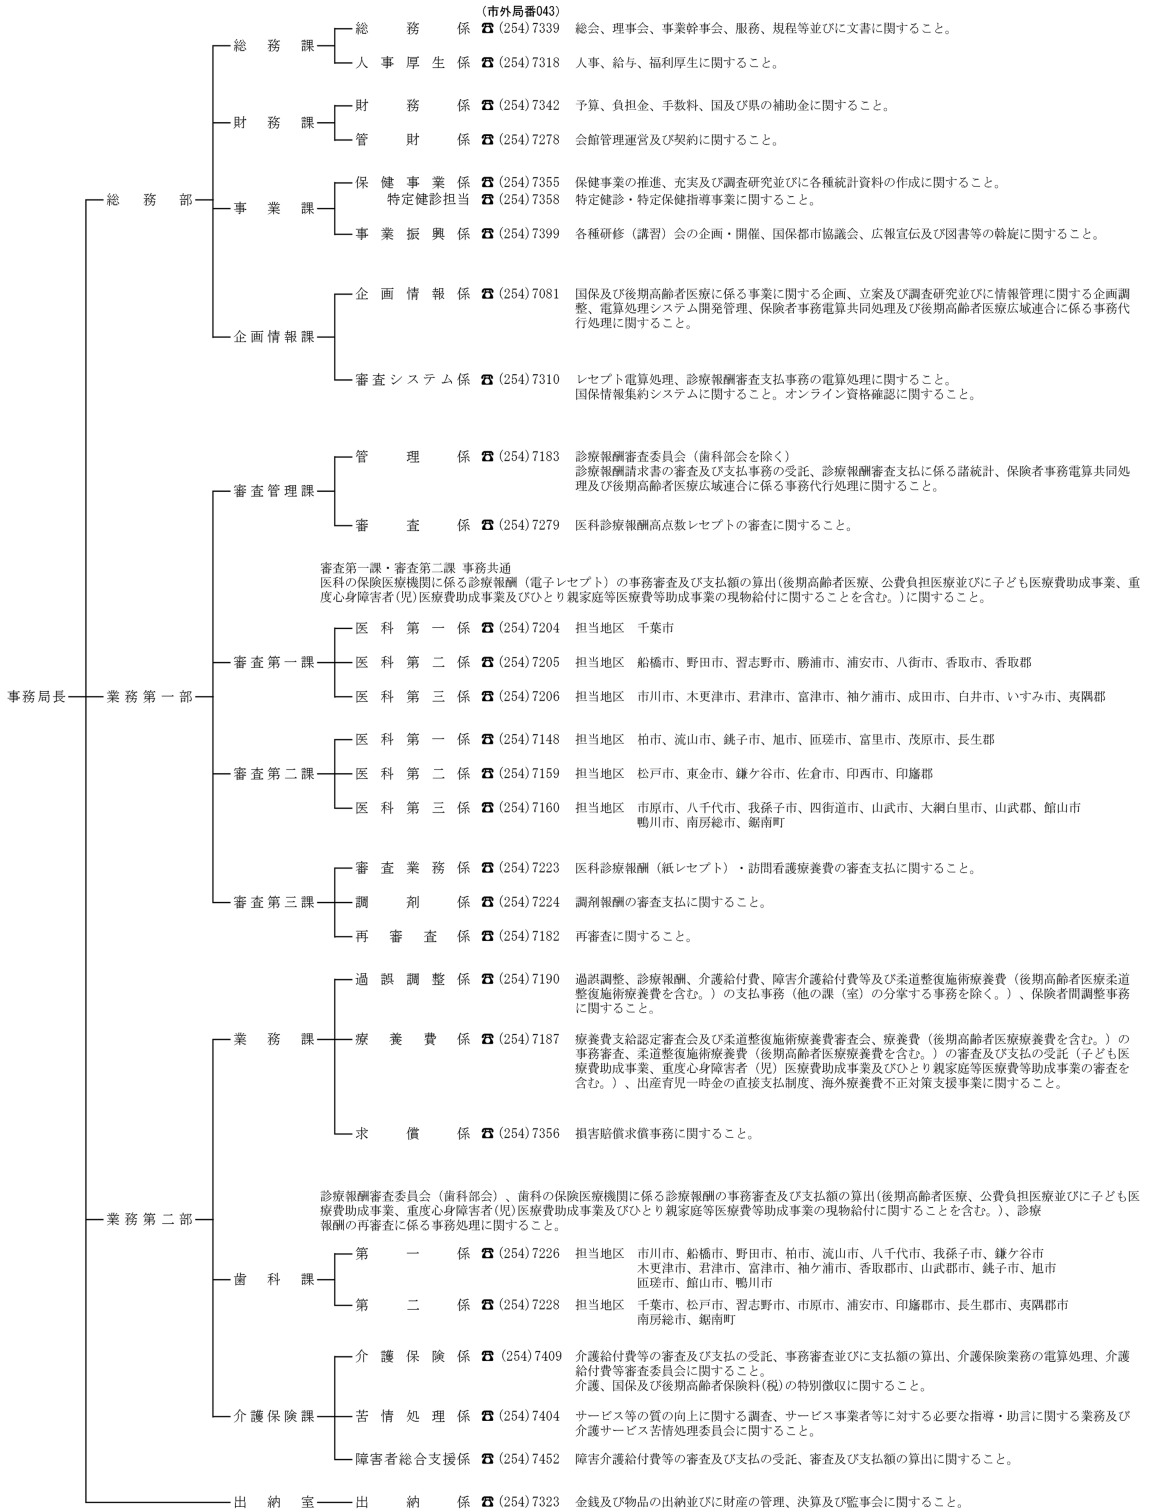 (市外局番043)
総務係 ☎(254)7339 総会、理事会、事業幹事会、服務、規程等並びに文書に関すること。
総務課
人事厚生係 ☎(254)7318 人事、給与、福利厚生に関すること。
財務係 ☎(254)7342 予算、負担金、手数料、国及び県の補助金に関すること。
財務課
管財係 ☎(254)7278 会館管理運営及び契約に関すること。
保健事業係 ☎(254)7355 保健事業の推進、充実及び調査研究並びに各種統計資料の作成に関すること。
総務部 特定健診担当 ☎(254)7358 特定健診・特定保健指導事業に関すること。
事業課
事業振興係 ☎(254)7399 各種研修（講習）会の企画・開催、国保都市協議会、広報宣伝及び図書等の斡旋に関すること。
企画情報係 ☎(254)7081 国保及び後期高齢者医療に係る事業に関する企画、立案及び調査研究並びに情報管理に関する企画調
整、電算処理システム開発管理、保険者事務電算共同処理及び後期高齢者医療広域連合に係る事務代
行処理に関すること。
企画情報課
審査システム係 ☎(254)7310 レセプト電算処理、診療報酬審査支払事務の電算処理に関すること。
国保情報集約システムに関すること。オンライン資格確認に関すること。
管理係 ☎(254)7183 診療報酬審査委員会（歯科部会を除く）
診療報酬請求書の審査及び支払事務の受託、診療報酬審査支払に係る諸統計、保険者事務電算共同処
理及び後期高齢者医療広域連合に係る事務代行処理に関すること。
審査管理課
審査係 ☎(254)7279 医科診療報酬高点数レセプトの審査に関すること。
審査第一課・審査第二課 事務共通
医科の保険医療機関に係る診療報酬（電子レセプト）の事務審査及び支払額の算出(後期高齢者医療、公費負担医療並びに子ども医療費助成事業、重
度心身障害者(児)医療費助成事業及びひとり親家庭等医療費等助成事業の現物給付に関することを含む。)に関すること。
医科第一係 ☎(254)7204 担当地区 千葉市
審査第一課 医科第二係 ☎(254)7205 担当地区 船橋市、野田市、習志野市、勝浦市、浦安市、八街市、香取市、香取郡
事務局長 業務第一部 医科第三係 ☎(254)7206 担当地区 市川市、木更津市、君津市、富津市、袖ケ浦市、成田市、白井市、いすみ市、夷隅郡
医科第一係 ☎(254)7148 担当地区 柏市、流山市、銚子市、旭市、匝瑳市、富里市、茂原市、長生郡
審査第二課 医科第二係 ☎(254)7159 担当地区 松戸市、東金市、鎌ケ谷市、佐倉市、印西市、印旛郡
医科第三係 ☎(254)7160 担当地区 市原市、八千代市、我孫子市、四街道市、山武市、大網白里市、山武郡、館山市
鴨川市、南房総市、鋸南町
審査業務係 ☎(254)7223 医科診療報酬（紙レセプト）・訪問看護療養費の審査支払に関すること。
審査第三課 調剤係 ☎(254)7224 調剤報酬の審査支払に関すること。
再審査係 ☎(254)7182 再審査に関すること。
過誤調整係 ☎(254)7190 過誤調整、診療報酬、介護給付費、障害介護給付費等及び柔道整復施術療養費（後期高齢者医療柔道
整復施術療養費を含む。）の支払事務（他の課（室）の分掌する事務を除く。）、保険者間調整事務
に関すること。
業務課 療養費係 ☎(254)7187 療養費支給認定審査会及び柔道整復施術療養費審査会、療養費（後期高齢者医療療養費を含む。）の
事務審査、柔道整復施術療養費（後期高齢者医療療養費を含む。）の審査及び支払の受託（子ども医
療費助成事業、重度心身障害者（児）医療費助成事業及びひとり親家庭等医療費等助成事業の審査を
含む。）、出産育児一時金の直接支払制度、海外療養費不正対策支援事業に関すること。
求償係 ☎(254)7356 損害賠償求償事務に関すること。
診療報酬審査委員会（歯科部会）、歯科の保険医療機関に係る診療報酬の事務審査及び支払額の算出(後期高齢者医療、公費負担医療並びに子ども医
療費助成事業、重度心身障害者(児)医療費助成事業及びひとり親家庭等医療費等助成事業の現物給付に関することを含む。)、診療
報酬の再審査に係る事務処理に関すること。
業務第二部
第一係 ☎(254)7226 担当地区 市川市、船橋市、野田市、柏市、流山市、八千代市、我孫子市、鎌ケ谷市
木更津市、君津市、富津市、袖ケ浦市、香取郡市、山武郡市、銚子市、旭市
匝瑳市、館山市、鴨川市
歯科課
第二係 ☎(254)7228 担当地区 千葉市、松戸市、習志野市、市原市、浦安市、印旛郡市、長生郡市、夷隅郡市
南房総市、鋸南町
介護保険係 ☎(254)7409 介護給付費等の審査及び支払の受託、事務審査並びに支払額の算出、介護保険業務の電算処理、介護
給付費等審査委員会に関すること。
介護、国保及び後期高齢者保険料(税)の特別徴収に関すること。
介護保険課 苦情処理係 ☎(254)7404 サービス等の質の向上に関する調査、サービス事業者等に対する必要な指導・助言に関する業務及び
介護サービス苦情処理委員会に関すること。
障害者総合支援係 ☎(254)7452 障害介護給付費等の審査及び支払の受託、審査及び支払額の算出に関すること。
出納室 出納係 ☎(254)7323 金銭及び物品の出納並びに財産の管理、決算及び監事会に関すること。